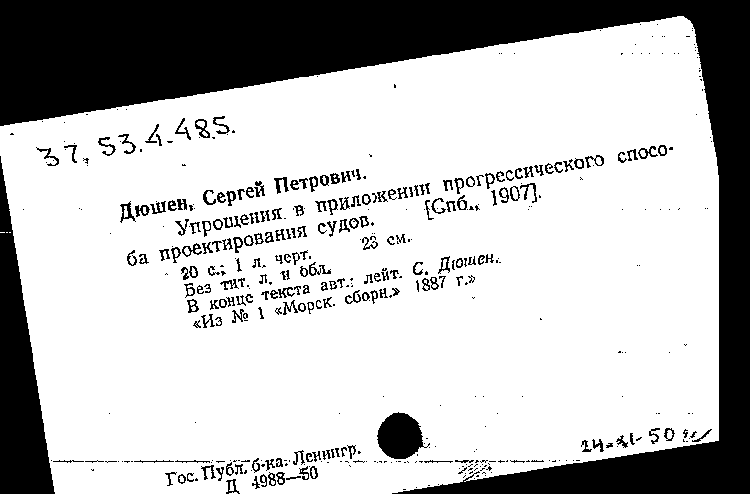 37.53.4.485.
Дюшен, Сергей Петрович.
Упрощения в приложении прогрессического спосо-
ба проектирования судов. [Спб., 1907].
20 с.; 1 л. черт. 23 см.
Без тит. л. и обл.
В конце текста авт.: лейт. С. Дюшен.
«Из № 1 «Морск. сборн.» 1887 г.»
Гос. Публ. б-ка. Ленингр.
Д 4988—50